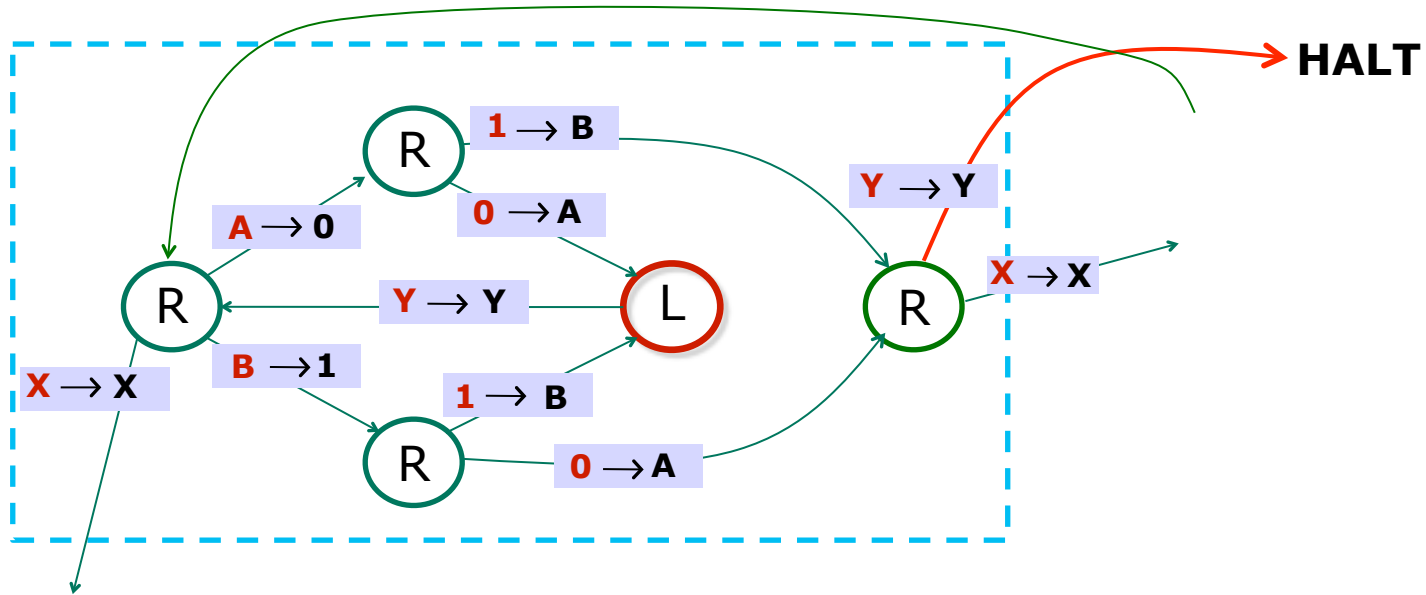 HALT
R
1 → B
Y → Y
0 → A
A → 0
X → X
R
Y → Y
L
R
B → 1
X → X
1 → B
R
0 → A